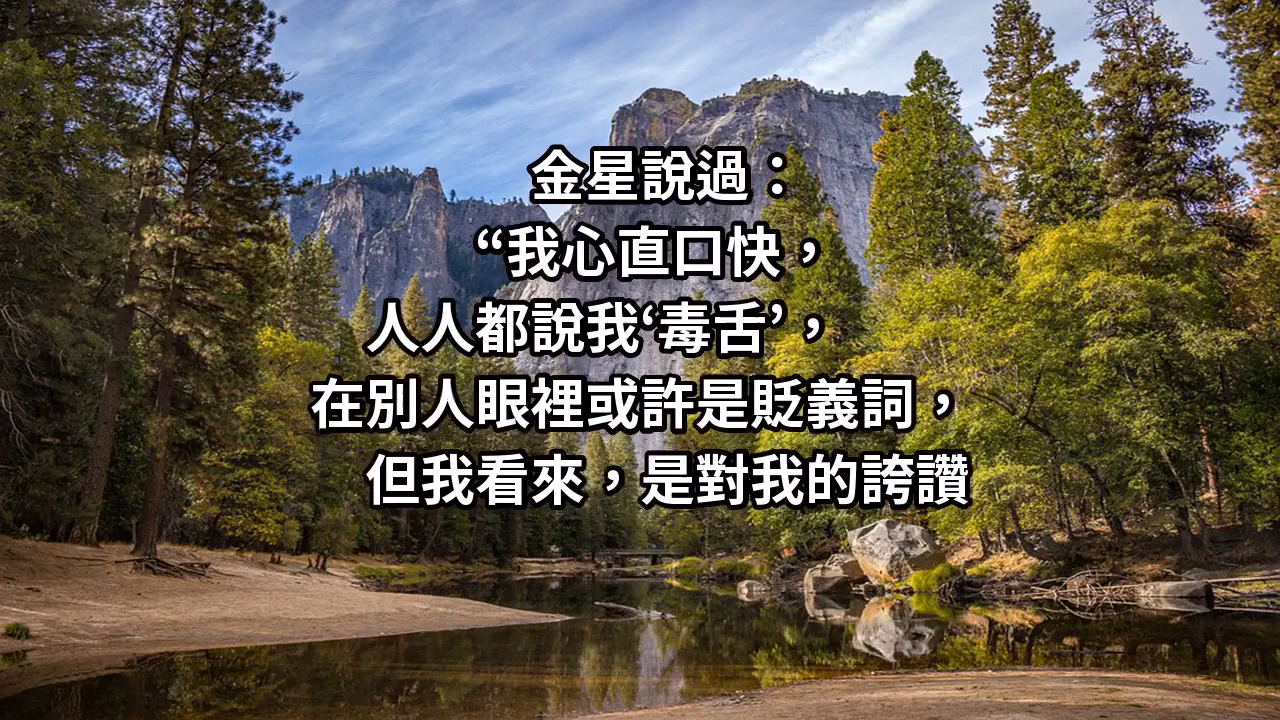 金星說過：
“我心直口快，
人人都說我‘毒舌’，
在別人眼裡或許是貶義詞，
但我看來，是對我的誇讚